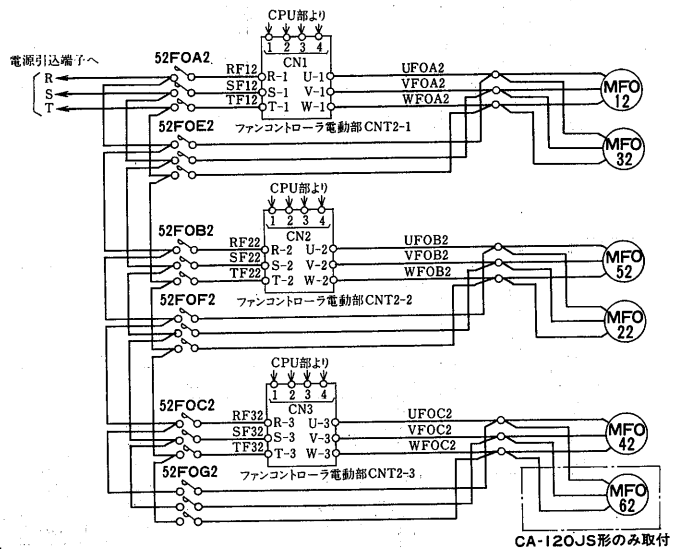 CPU部より
1 2 3 4
電源引込端子へ
52FOA2
CN1
R
RF12
R-1 U-1
UFOA2
S
SF12
S-1 V-1
VFOA2
T
TF12
T-1 W-1
WFOA2
MFO
12
ファンコントローラ電動部CNT2-1
52FOE2
MFO
32
CPU部より
1 2 3 4
52FOB2
CN2
RF22
R-2 U-2
UFOB2
SF22
S-2 V-2
VFOB2
TF22
T-2 W-2
WFOB2
MFO
52
ファンコントローラ電動部CNT2-2
52FOF2
MFO
22
CPU部より
1 2 3 4
52FOC2
CN3
RF32
R-3 U-3
UFOC2
SF32
S-3 V-3
VFOC2
TF32
T-3 W-3
WFOC2
MFO
42
ファンコントローラ電動部CNT2-3
52FOG2
MFO
62
CA-120JS形のみ取付